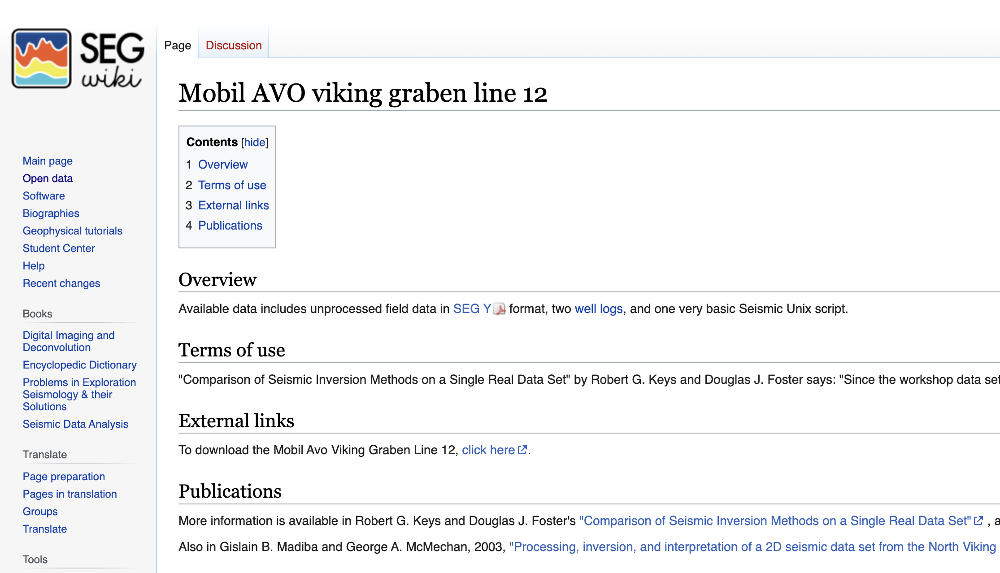 SEG
wiki
Page
Discussion
Mobil AVO viking graben line 12
Contents [hide]
1 Overview
2 Terms of use
3 External links
4 Publications
Main page
Open data
Software
Biographies
Geophysical tutorials
Student Center
Help
Recent changes
Books
Digital Imaging and
Deconvolution
Encyclopedic Dictionary
Problems in Exploration
Seismology & their
Solutions
Seismic Data Analysis
Translate
Page preparation
Pages in translation
Groups
Translate
Tools
Overview
Available data includes unprocessed field data in SEG Y format, two well logs, and one very basic Seismic Unix script.
Terms of use
"Comparison of Seismic Inversion Methods on a Single Real Data Set" by Robert G. Keys and Douglas J. Foster says: "Since the workshop data set
External links
To download the Mobil Avo Viking Graben Line 12, click here.
Publications
More information is available in Robert G. Keys and Douglas J. Foster's "Comparison of Seismic Inversion Methods on a Single Real Data Set" , a
Also in Gislain B. Madiba and George A. McMechan, 2003, "Processing, inversion, and interpretation of a 2D seismic data set from the North Viking